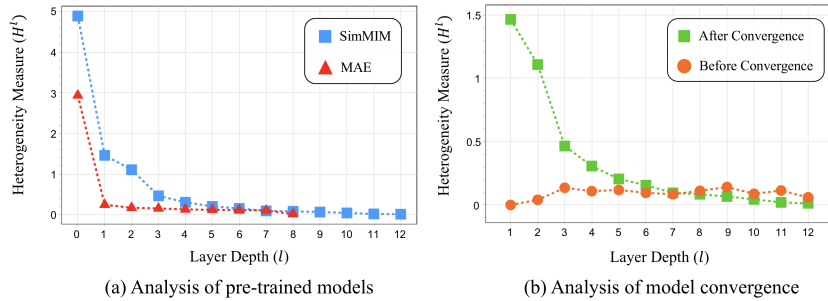 5
4
3
2
1
0
Heterogeneity Measure (H^l)
SimMIM
MAE
0 1 2 3 4 5 6 7 8 9 10 11 12
Layer Depth (l)
(a) Analysis of pre-trained models
1.5
1
0.5
0
Heterogeneity Measure (H^l)
After Convergence
Before Convergence
1 2 3 4 5 6 7 8 9 10 11 12
Layer Depth (l)
(b) Analysis of model convergence